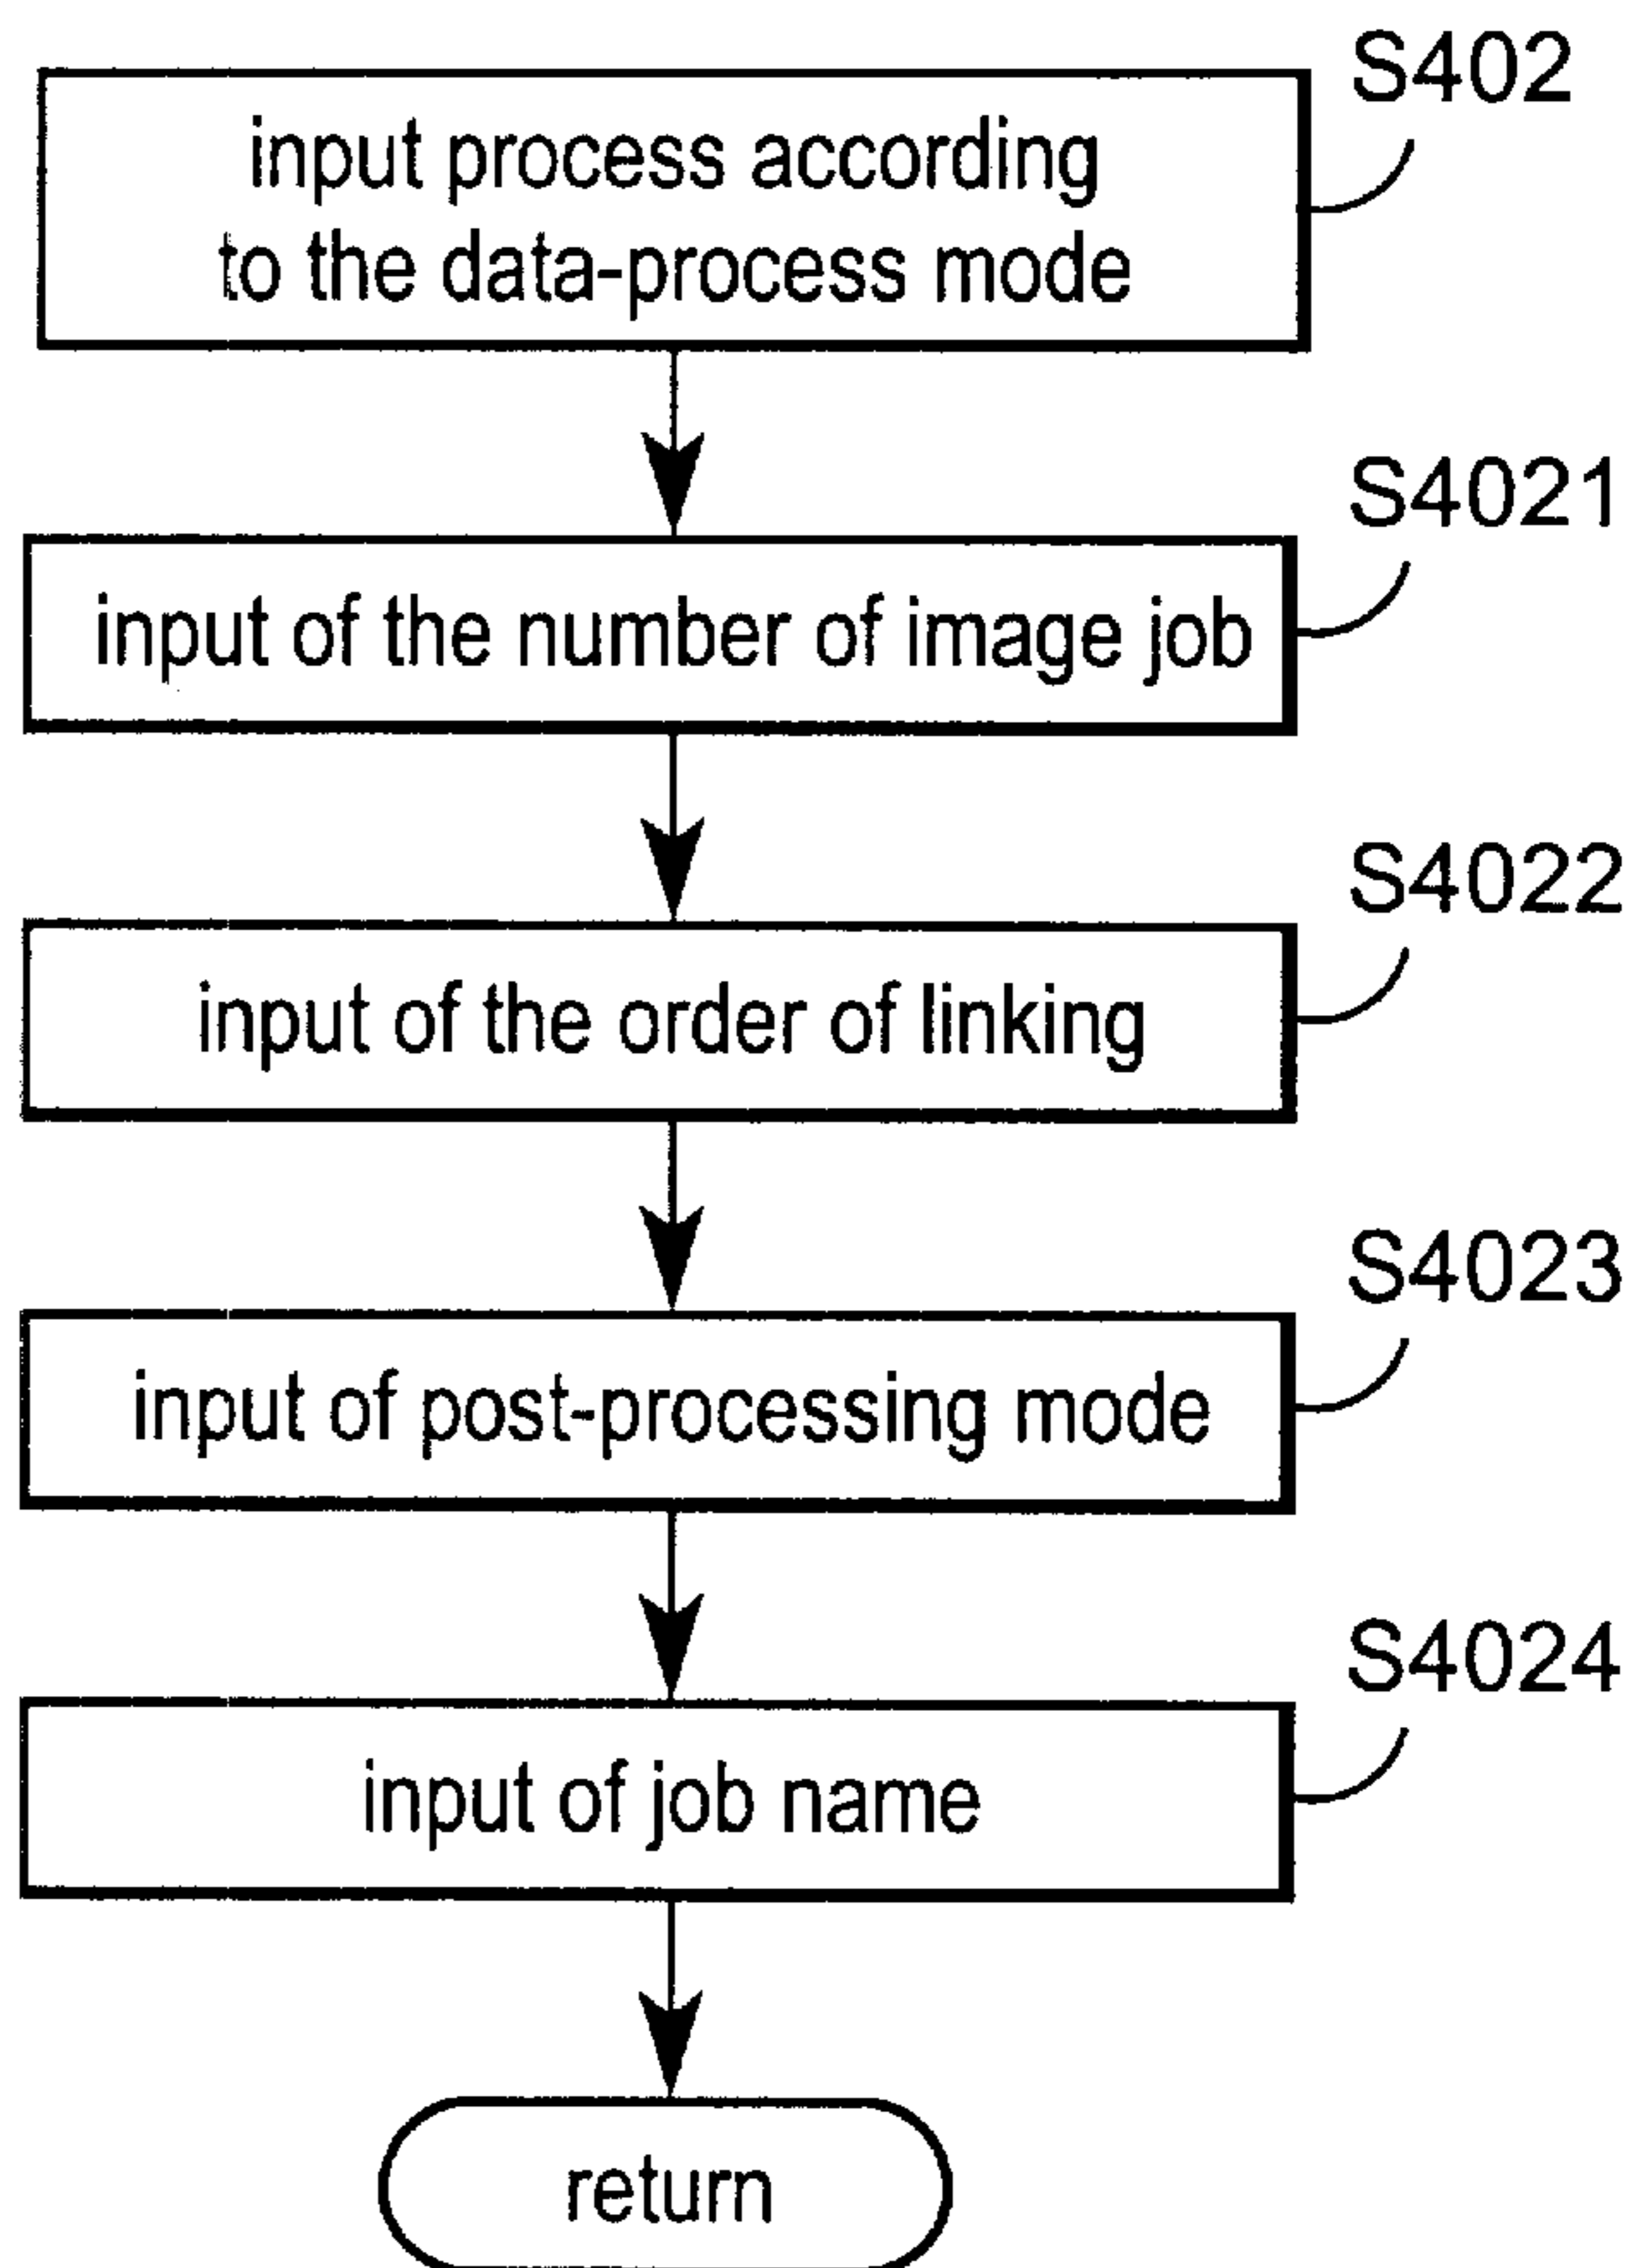 S402
input process according
to the data-process mode
S4021
input of the number of image job
S4022
input of the order of linking
S4023
input of post-processing mode
S4024
input of job name
return